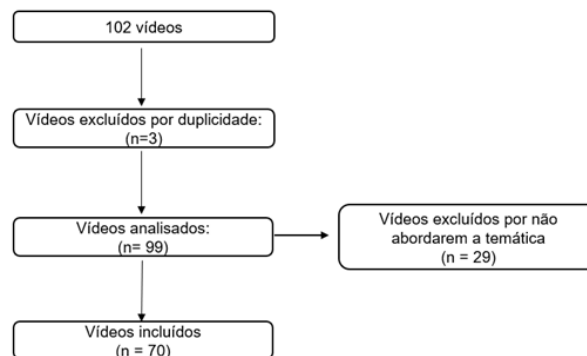 102 vídeos
Vídeos excluídos por duplicidade:
(n=3)
Vídeos analisados:
(n= 99)
Vídeos excluídos por não
abordarem a temática
(n = 29)
Vídeos incluídos
(n = 70)